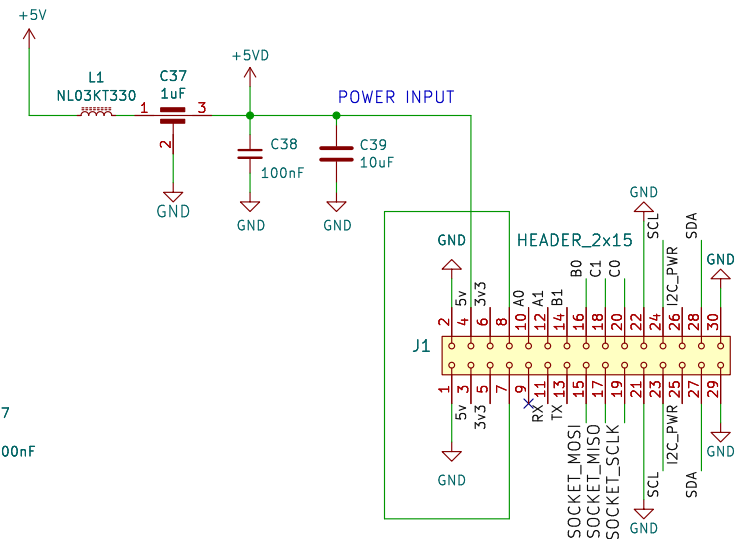 +5V
+5VD
L1
NL03KT330
C37
1uF
1
3
2
GND
POWER INPUT
C38
100nF
GND
C39
10uF
GND
GND
SCL
SDA
HEADER_2x15
GND
I2C_PWR
GND
B0
C1
C0
5v
3v3
A0
A1
B1
2
4
6
8
10
12
14
16
18
20
22
24
26
28
30
J1
1
3
5
7
9
11
13
15
17
19
21
23
25
27
29
5v
3v3
RX
TX
SOCKET_MOSI
SOCKET_MISO
SOCKET_SCLK
I2C_PWR
SCL
SDA
GND
GND
GND
7
00nF